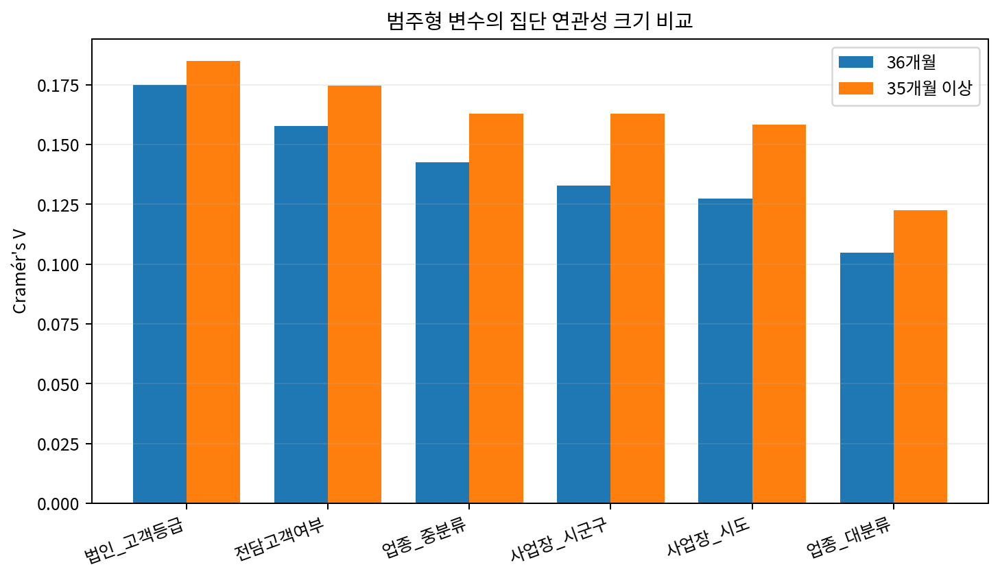 범주형 변수의 집단 연관성 크기 비교
36개월
35개월 이상
Cramér's V
0.175
0.150
0.125
0.100
0.075
0.050
0.025
0.000
법인_고객등급
전담고객여부
업종_중분류
사업장_시군구
사업장_시도
업종_대분류